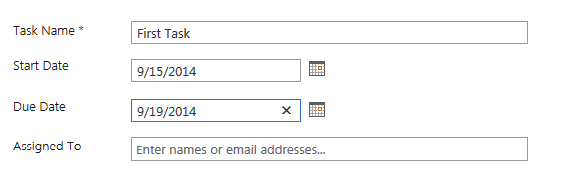 Task Name * First Task
Start Date 9/15/2014
Due Date 9/19/2014
Assigned To Enter names or email addresses...